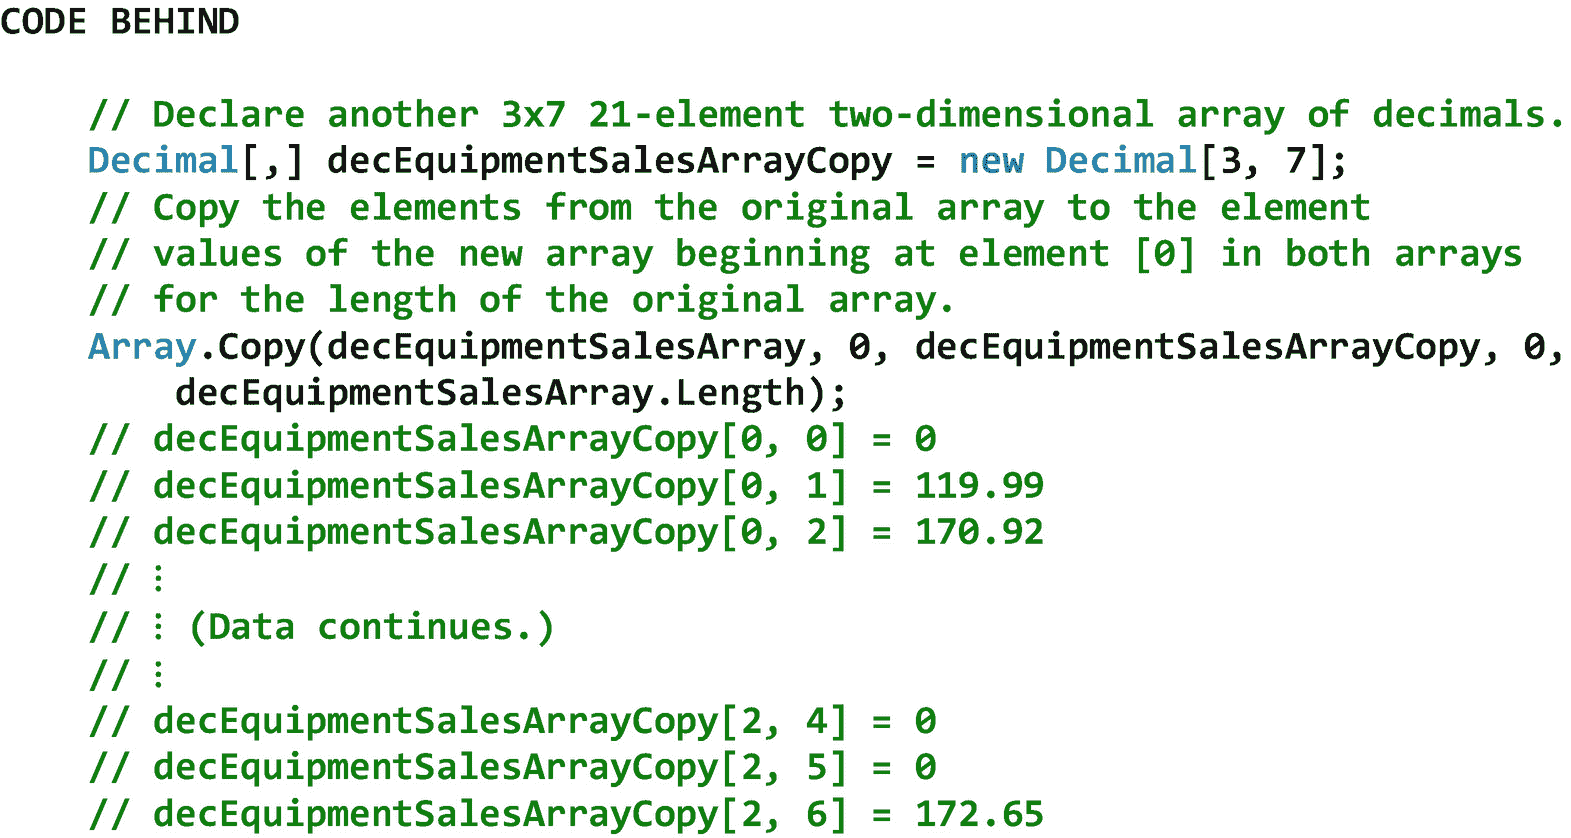 CODE BEHIND
// Declare another 3x7 21-element two-dimensional array of decimals.
Decimal[,] decEquipmentSalesArrayCopy = new Decimal[3, 7];
// Copy the elements from the original array to the element
// values of the new array beginning at element [0] in both arrays
// for the length of the original array.
Array.Copy(decEquipmentSalesArray, 0, decEquipmentSalesArrayCopy, 0,
decEquipmentSalesArray.Length);
// decEquipmentSalesArrayCopy[0, 0] = 0
// decEquipmentSalesArrayCopy[0, 1] = 119.99
// decEquipmentSalesArrayCopy[0, 2] = 170.92
// ⋮
// ⋮ (Data continues.)
// ⋮
// decEquipmentSalesArrayCopy[2, 4] = 0
// decEquipmentSalesArrayCopy[2, 5] = 0
// decEquipmentSalesArrayCopy[2, 6] = 172.65